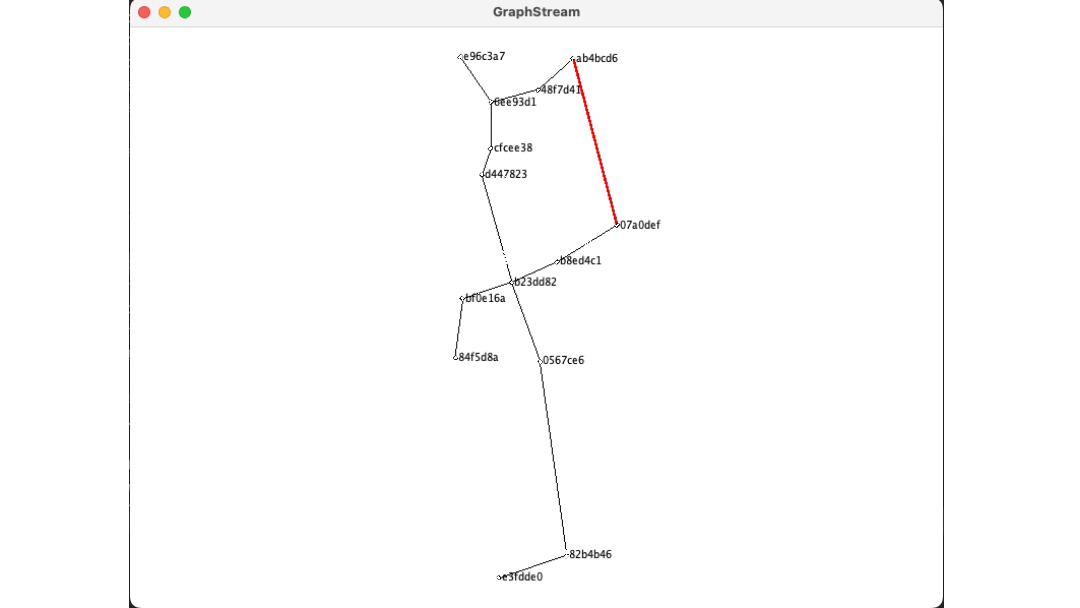 GraphStream
e96c3a7
ab4bcd6
48f7d41
6ee93d1
cfcee38
d447823
07a0def
b8ed4c1
b23dd82
bf0e16a
84f5d8a
0567ce6
82b4b46
e3fdde0